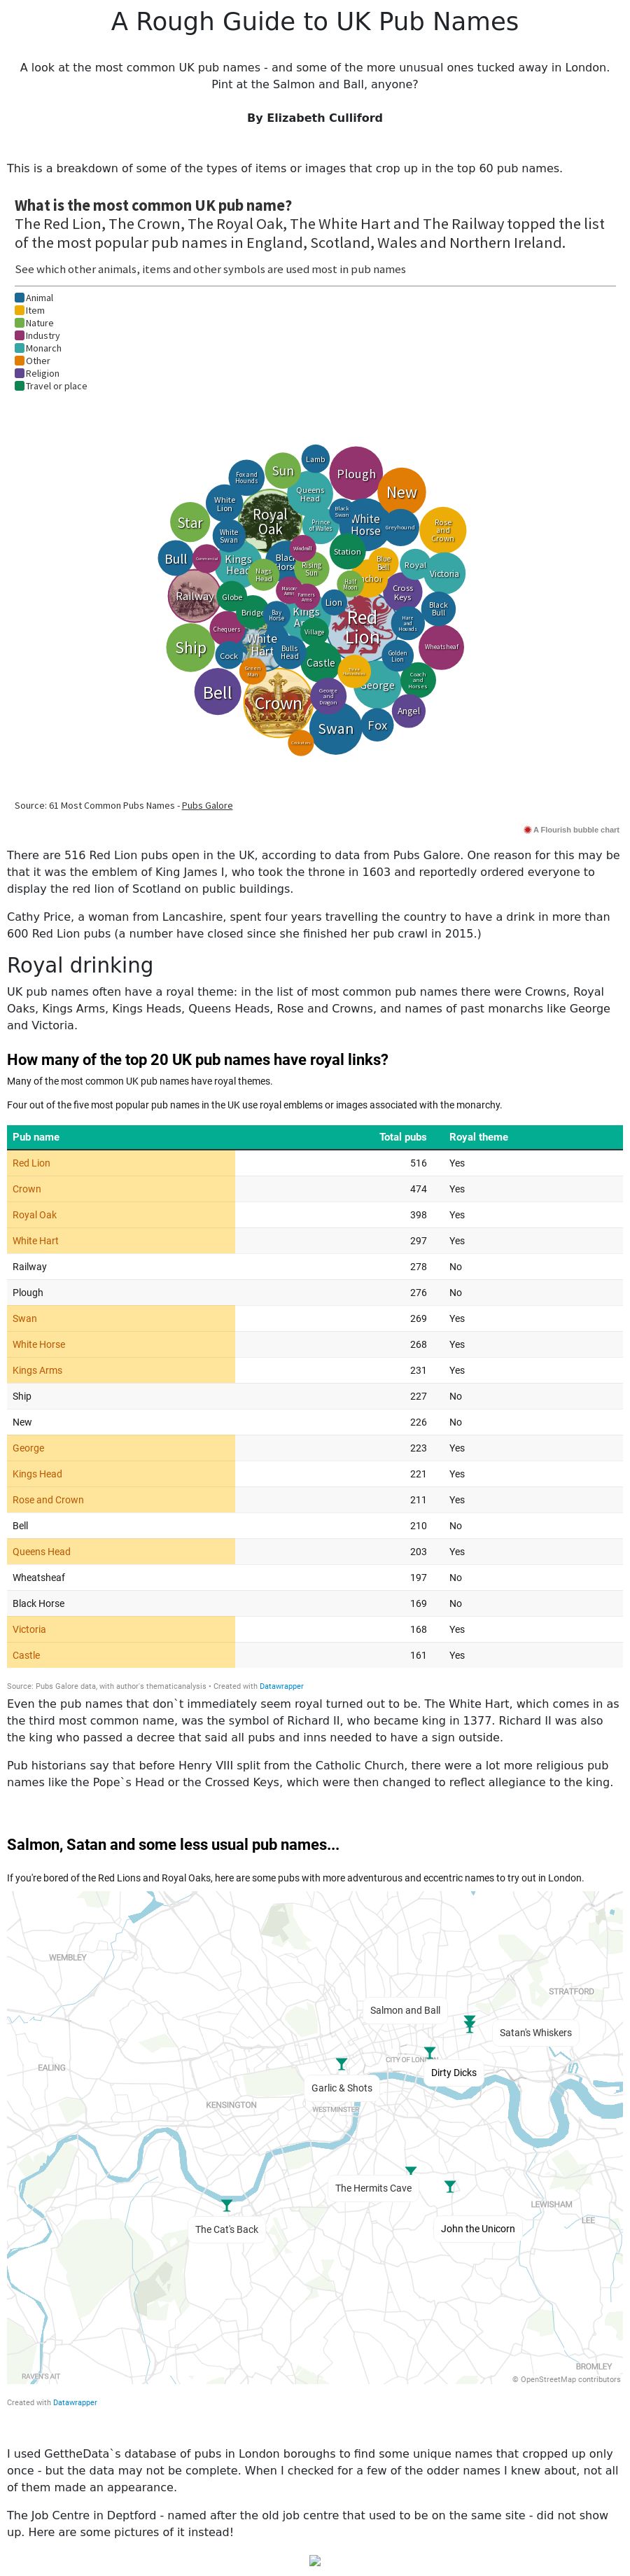 A Rough Guide to UK Pub Names
A look at the most common UK pub names - and some of the more unusual ones tucked away in London.
Pint at the Salmon and Ball, anyone?
By Elizabeth Culliford
This is a breakdown of some of the types of items or images that crop up in the top 60 pub names.
What is the most common UK pub name?
The Red Lion, The Crown, The Royal Oak, The White Hart and The Railway topped the list
of the most popular pub names in England, Scotland, Wales and Northern Ireland.
See which other animals, items and other symbols are used most in pub names
Animal
Item
Nature
Industry
Monarch
Other
Religion
Travel or place
Lamb
Sun
Plough
Fox and
Hounds
Queens
Head
New
White
Lion
Royal
Oak
Black
Swan
Prince
of Wales
White
Horse
Greyhound
Rose
and
Crown
Star
White
Swan
Bull
Commercial
Kings
Head
Black
Horse
Masbell
Station
Blue
Bell
Royal
Victoria
Nags
Head
Rising
Sun
Half
Moon
Anchor
Cross
Keys
Railway
Globe
Masons
Arms
Farmers
Arms
Lion
Black
Bull
Bridge
Bay
Horse
Kings
Arms
Red
Lion
Hare
and
Hounds
Chequers
Village
White
Hart
Ship
Cock
Bulls
Head
Castle
Golden
Lion
Wheatsheaf
Green
Man
George
Coach
and
Horses
Bell
Crown
George
and
Dragon
Angel
Swan
Fox
Source: 61 Most Common Pubs Names - Pubs Galore
A Flourish bubble chart
There are 516 Red Lion pubs open in the UK, according to data from Pubs Galore. One reason for this may be
that it was the emblem of King James I, who took the throne in 1603 and reportedly ordered everyone to
display the red lion of Scotland on public buildings.
Cathy Price, a woman from Lancashire, spent four years travelling the country to have a drink in more than
600 Red Lion pubs (a number have closed since she finished her pub crawl in 2015.)
Royal drinking
UK pub names often have a royal theme: in the list of most common pub names there were Crowns, Royal
Oaks, Kings Arms, Kings Heads, Queens Heads, Rose and Crowns, and names of past monarchs like George
and Victoria.
How many of the top 20 UK pub names have royal links?
Many of the most common UK pub names have royal themes.
Four out of the five most popular pub names in the UK use royal emblems or images associated with the monarchy.
Pub name Total pubs Royal theme
Red Lion 516 Yes
Crown 474 Yes
Royal Oak 398 Yes
White Hart 297 Yes
Railway 278 No
Plough 276 No
Swan 269 Yes
White Horse 268 Yes
Kings Arms 231 Yes
Ship 227 No
New 226 No
George 223 Yes
Kings Head 221 Yes
Rose and Crown 211 Yes
Bell 210 No
Queens Head 203 Yes
Wheatsheaf 197 No
Black Horse 169 No
Victoria 168 Yes
Castle 161 Yes
Source: Pubs Galore data, with author's thematicanalysis • Created with Datawrapper
Even the pub names that don`t immediately seem royal turned out to be. The White Hart, which comes in as
the third most common name, was the symbol of Richard II, who became king in 1377. Richard II was also
the king who passed a decree that said all pubs and inns needed to have a sign outside.
Pub historians say that before Henry VIII split from the Catholic Church, there were a lot more religious pub
names like the Pope`s Head or the Crossed Keys, which were then changed to reflect allegiance to the king.
Salmon, Satan and some less usual pub names...
If you're bored of the Red Lions and Royal Oaks, here are some pubs with more adventurous and eccentric names to try out in London.
WEMBLEY
STRATFORD
Salmon and Ball
Satan's Whiskers
CITY OF LONDON
EALING
Dirty Dicks
Garlic & Shots
KENSINGTON
WESTMINSTER
The Hermits Cave
LEWISHAM
LEE
The Cat's Back
John the Unicorn
BROMLEY
RAVEN'S AIT
© OpenStreetMap contributors
Created with Datawrapper
I used GettheData`s database of pubs in London boroughs to find some unique names that cropped up only
once - but the data may not be complete. When I checked for a few of the odder names I knew about, not all
of them made an appearance.
The Job Centre in Deptford - named after the old job centre that used to be on the same site - did not show
up. Here are some pictures of it instead!